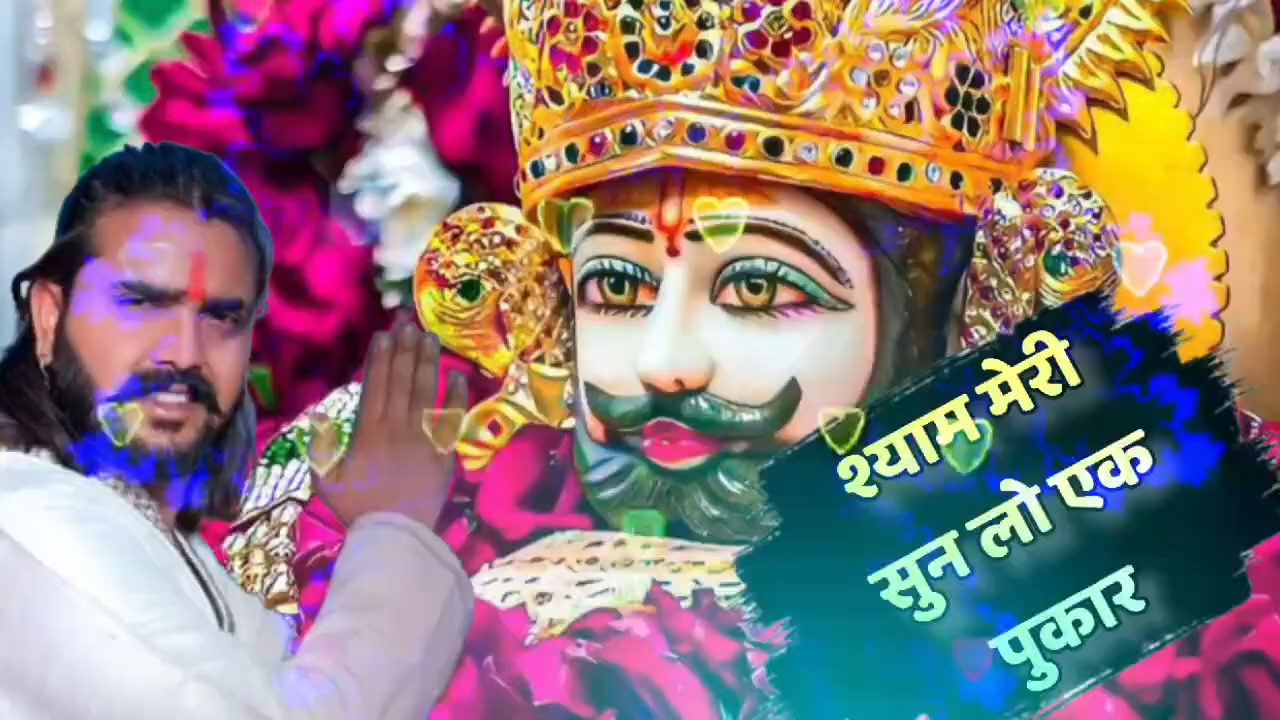 श्याम मेरी
सुन लो एक
पुकार